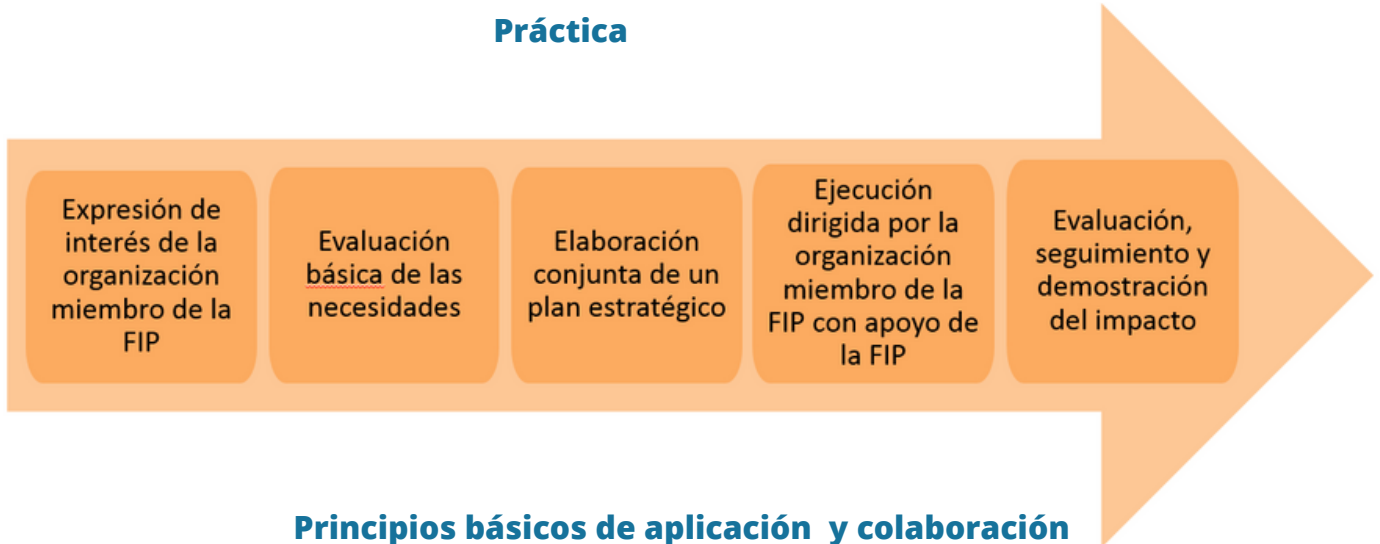 Práctica
Expresión de
interés de la
organización
miembro de la
FIP
Evaluación
básica de las
necesidades
Elaboración
conjunta de un
plan estratégico
Ejecución
dirigida por la
organización
miembro de la
FIP con apoyo de
la FIP
Evaluación,
seguimiento y
demostración
del impacto
Principios básicos de aplicación y colaboración